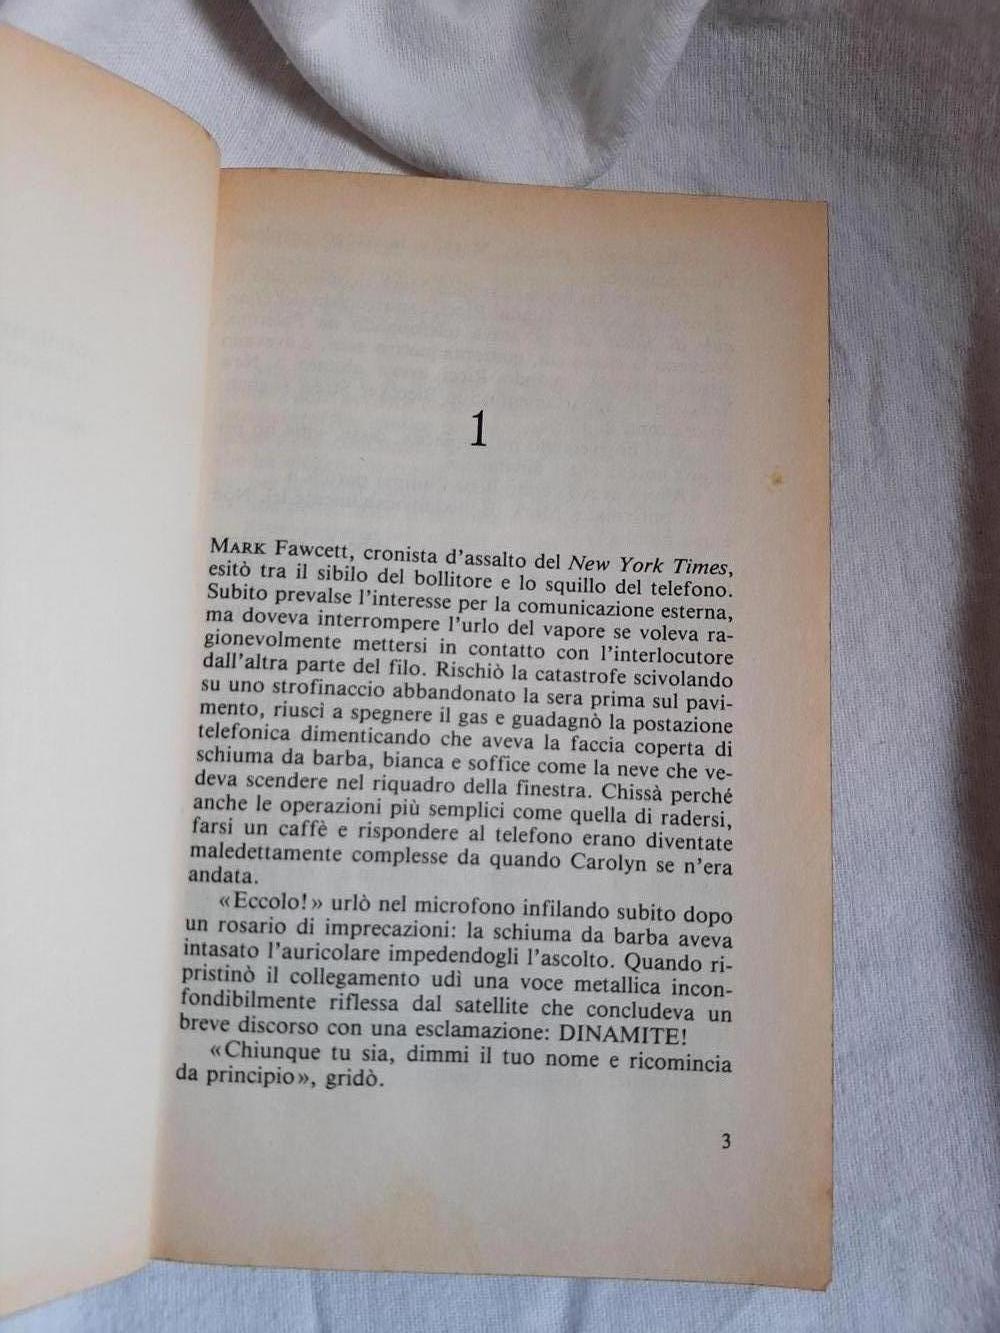 1
MARK Fawcett, cronista d'assalto del New York Times,
esitò tra il sibilo del bollitore e lo squillo del telefono.
Subito prevalse l'interesse per la comunicazione esterna,
ma doveva interrompere l'urlo del vapore se voleva ra-
gionevolmente mettersi in contatto con l'interlocutore
dall'altra parte del filo. Rischiò la catastrofe scivolando
su uno strofinaccio abbandonato la sera prima sul pavi-
mento, riuscì a spegnere il gas e guadagnò la postazione
telefonica dimenticando che aveva la faccia coperta di
schiuma da barba, bianca e soffice come la neve che ve-
deva scendere nel riquadro della finestra. Chissà perché
anche le operazioni più semplici come quella di radersi,
farsi un caffè e rispondere al telefono erano diventate
maledettamente complesse da quando Carolyn se n'era
andata.
«Eccolo!» urlò nel microfono infilando subito dopo
un rosario di imprecazioni: la schiuma da barba aveva
intasato l'auricolare impedendogli l'ascolto. Quando ri-
pristinò il collegamento udì una voce metallica incon-
fondibilmente riflessa dal satellite che concludeva un
breve discorso con una esclamazione: DINAMITE!
«Chiunque tu sia, dimmi il tuo nome e ricomincia
da principio», gridò.
3